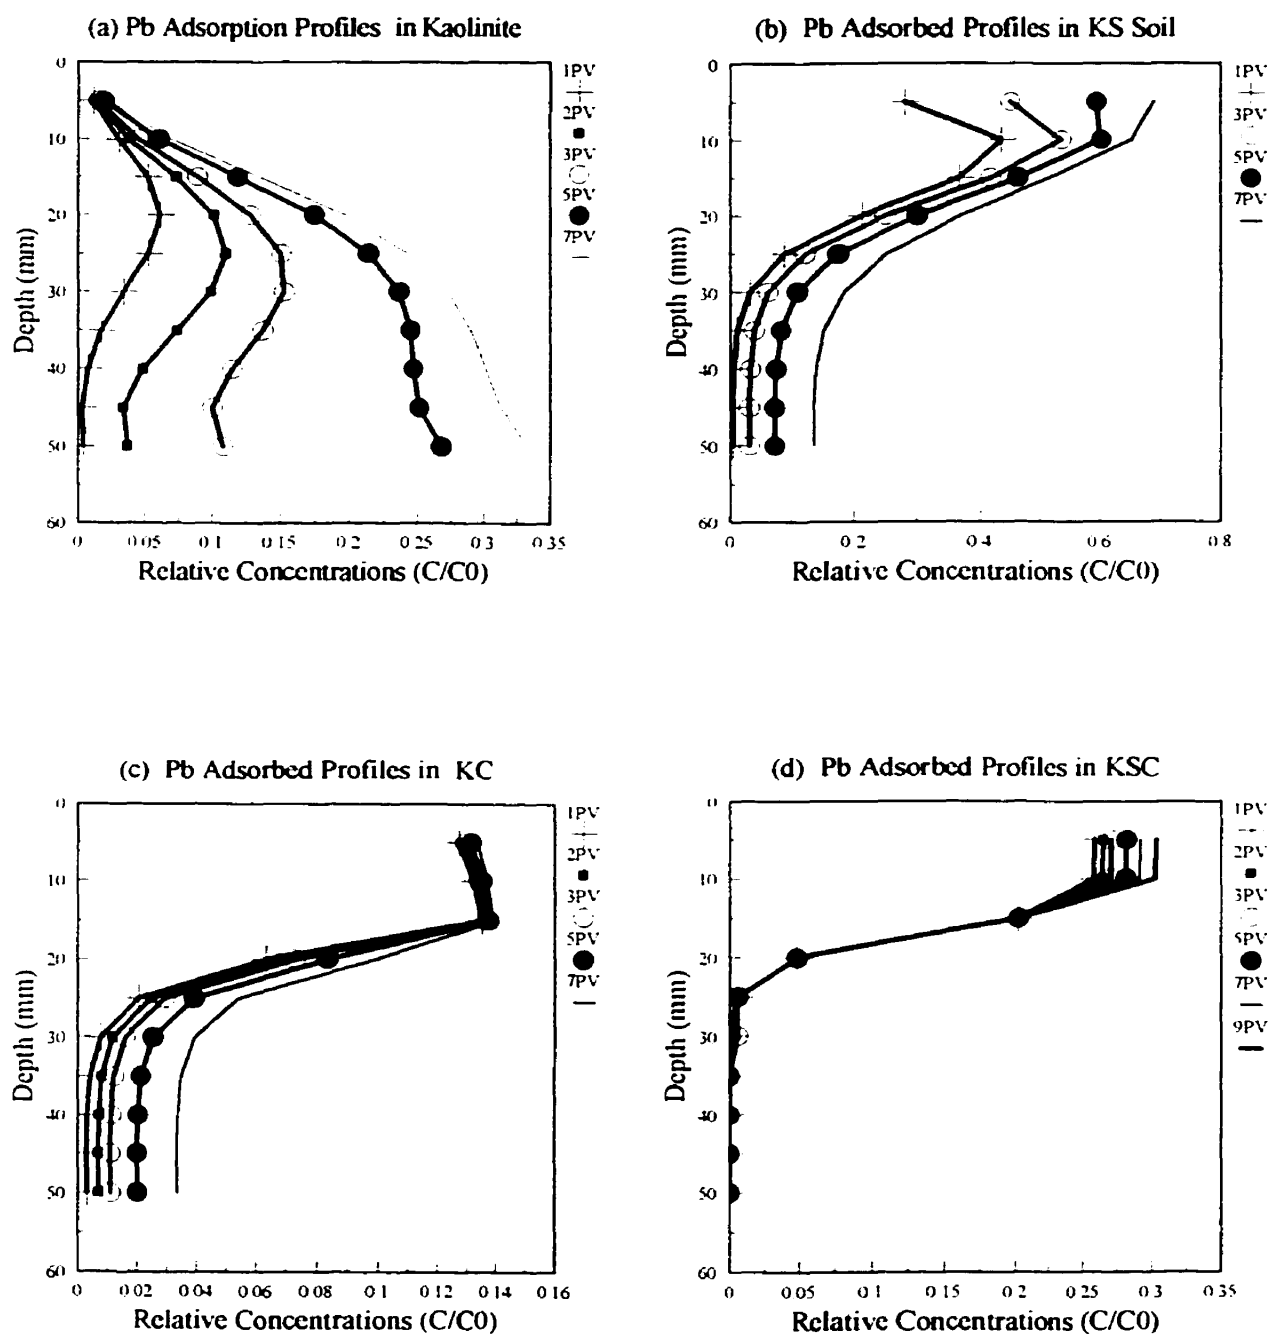 (a) Pb Adsorption Profiles in Kaolinite
0
10
20
30
40
50
60
Depth (mm)
0 0.05 0.1 0.15 0.2 0.25 0.3 0.35
Relative Concentrations (C/C0)
1PV
2PV
3PV
5PV
7PV
(b) Pb Adsorbed Profiles in KS Soil
0
10
20
30
40
50
60
Depth (mm)
0 0.2 0.4 0.6 0.8
Relative Concentrations (C/C0)
1PV
3PV
5PV
7PV
(c) Pb Adsorbed Profiles in KC
0
10
20
30
40
50
60
Depth (mm)
0 0.02 0.04 0.06 0.08 0.1 0.12 0.14 0.16
Relative Concentrations (C/C0)
1PV
2PV
3PV
5PV
7PV
(d) Pb Adsorbed Profiles in KSC
0
10
20
30
40
50
60
Depth (mm)
0 0.05 0.1 0.15 0.2 0.25 0.3 0.35
Relative Concentrations (C/C0)
1PV
2PV
3PV
5PV
7PV
9PV